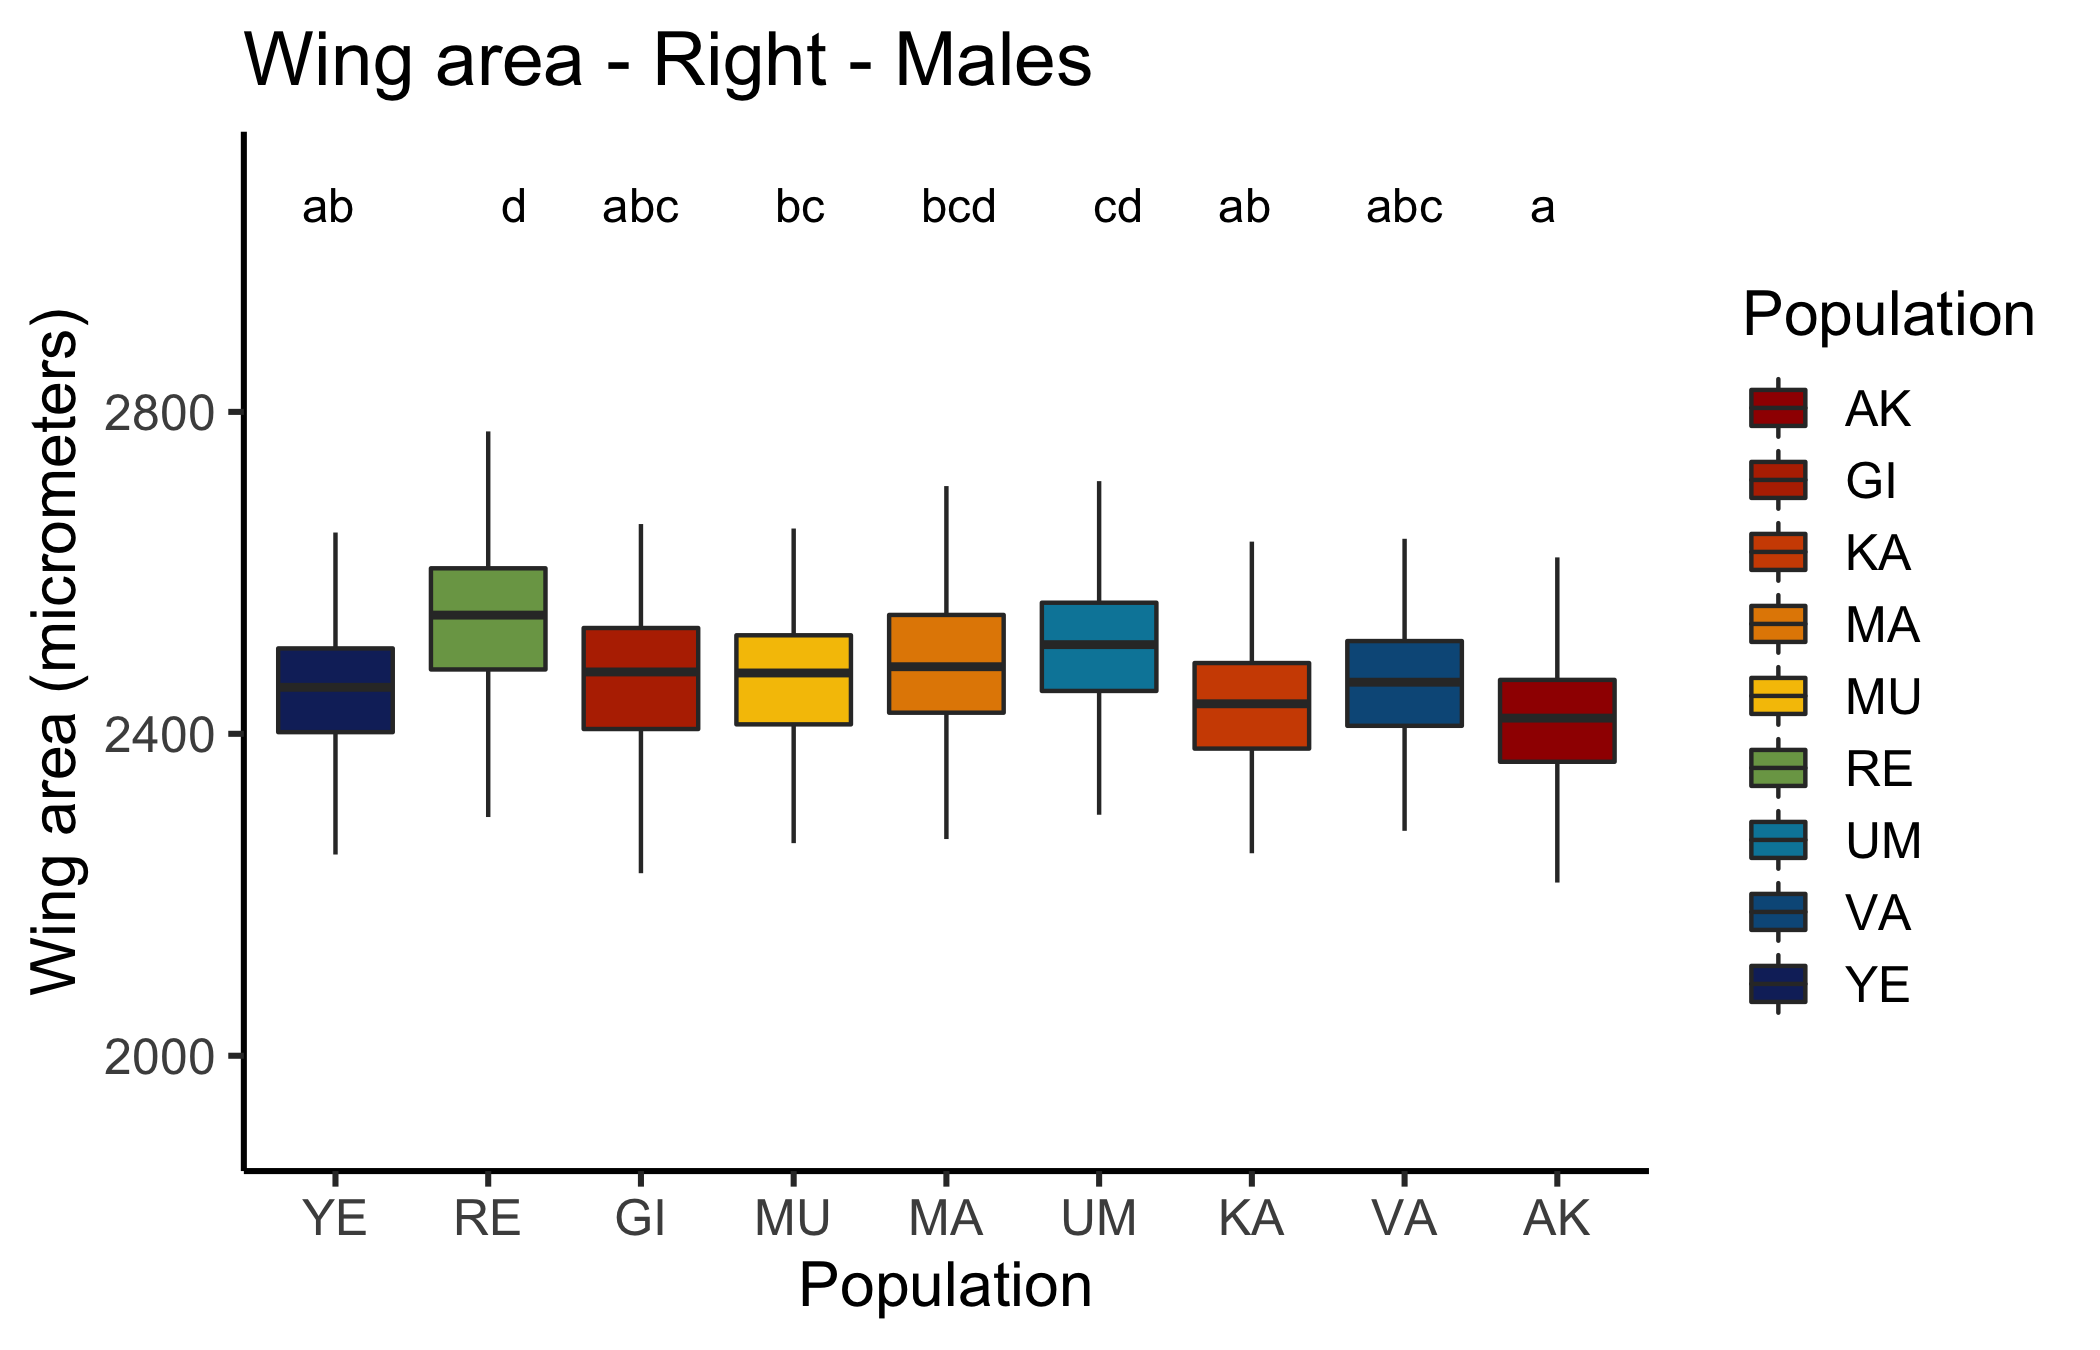 Wing area - Right - Males
ab d abc bc bcd cd ab abc a
Wing area (micrometers)
2800
2400
2000
YE RE GI MU MA UM KA VA AK
Population
Population
AK
GI
KA
MA
MU
RE
UM
VA
YE